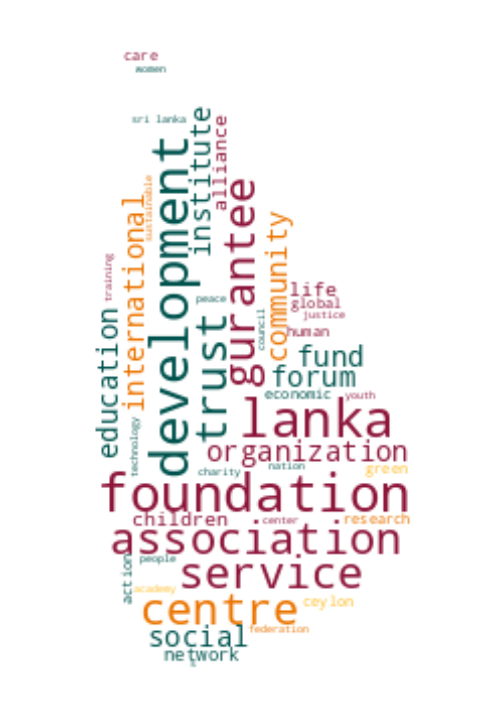 care
women
sri lanka
institute
alliance
development
sustainable
international
gurantee
community
training
education
peace
trust
council
life
global
justice
human
fund
forum
economic
youth
lanka
technology
organization
charity
nation
green
foundation
children
center
research
association
people
service
action
academy
centre
ceylon
social
federation
network